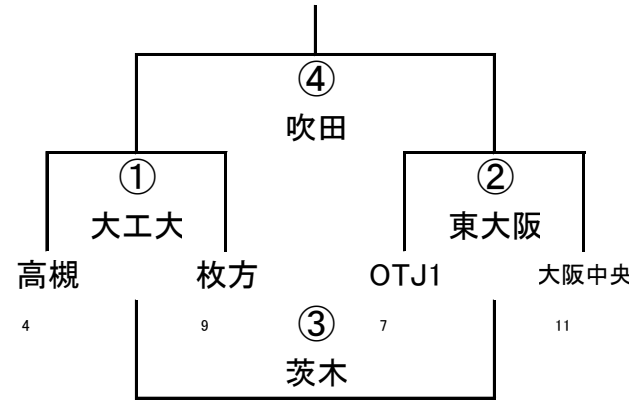 ④
吹田
① ②
大工大 東大阪
高槻 枚方 OTJ1 大阪中央
4 9 ③ 7 11
茨木